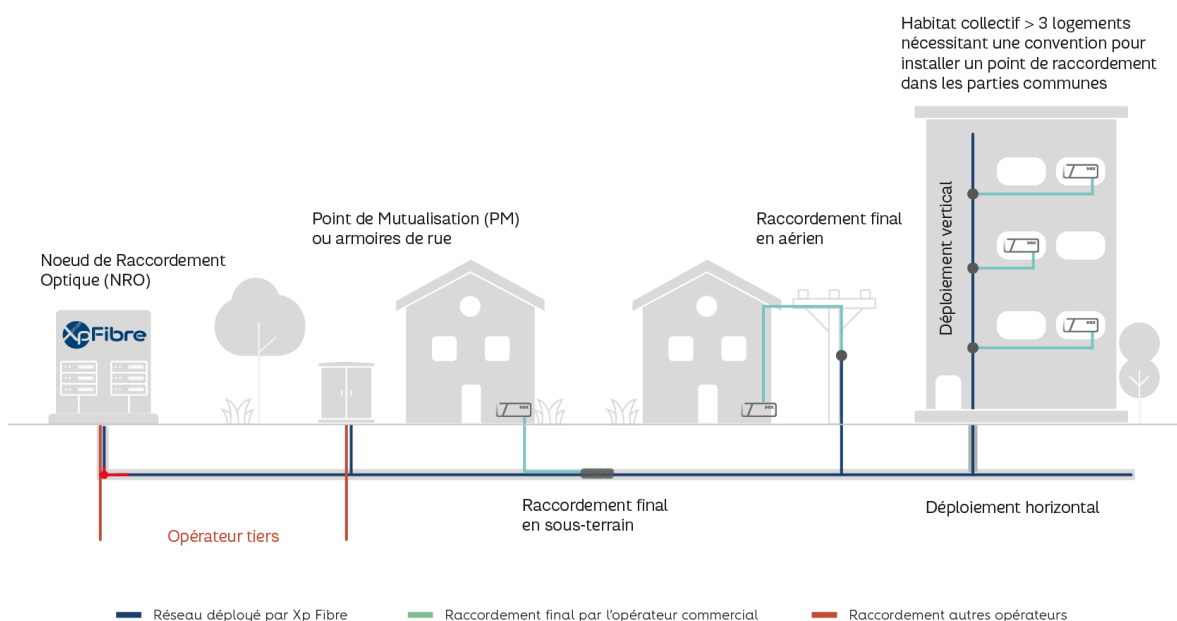 Habitat collectif > 3 logements
nécessitant une convention pour
installer un point de raccordement
dans les parties communes
Déploiement vertical
Point de Mutualisation (PM)
ou armoires de rue
Raccordement final
en aérien
Noeud de Raccordement
Optique (NRO)
XpFibre
Raccordement final
en sous-terrain
Déploiement horizontal
Opérateur tiers
Réseau déployé par Xp Fibre
Raccordement final par l'opérateur commercial
Raccordement autres opérateurs